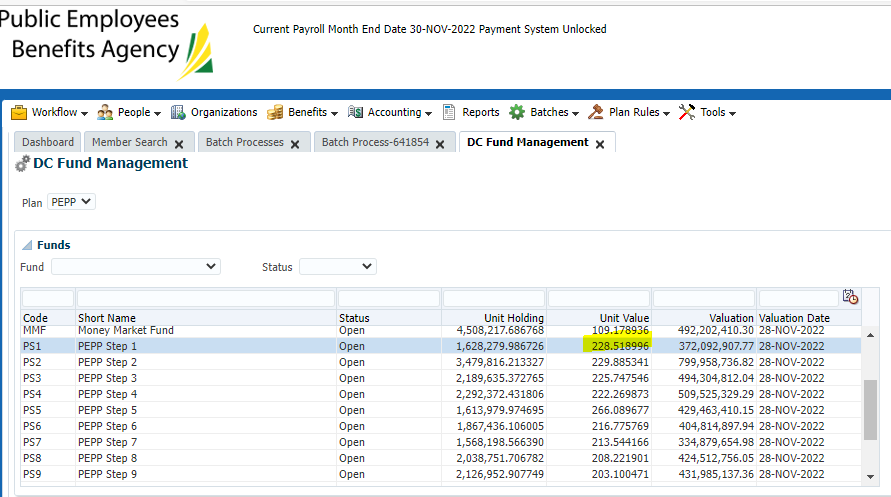 Public Employees
Benefits Agency
Current Payroll Month End Date 30-NOV-2022 Payment System Unlocked
Workflow People Organizations Benefits Accounting Reports Batches Plan Rules Tools
Dashboard Member Search Batch Processes Batch Process-641854 DC Fund Management
DC Fund Management
Plan PEPP
Funds
Fund Status
Code Short Name Status Unit Holding Unit Value Valuation Valuation Date
MMF Money Market Fund Open 4,508,217.686768 109.178936 492,202,410.30 28-NOV-2022
PS1 PEPP Step 1 Open 1,628,279.986726 228.518996 372,092,907.77 28-NOV-2022
PS2 PEPP Step 2 Open 3,479,816.213327 229.885341 799,958,736.82 28-NOV-2022
PS3 PEPP Step 3 Open 2,189,635.372765 225.747546 494,304,812.04 28-NOV-2022
PS4 PEPP Step 4 Open 2,292,372.431806 222.269873 509,525,329.29 28-NOV-2022
PS5 PEPP Step 5 Open 1,613,979.974695 266.089677 429,463,410.15 28-NOV-2022
PS6 PEPP Step 6 Open 1,867,436.106005 216.775769 404,814,897.94 28-NOV-2022
PS7 PEPP Step 7 Open 1,568,198.566390 213.544166 334,879,654.98 28-NOV-2022
PS8 PEPP Step 8 Open 2,038,751.706782 208.221901 424,512,756.05 28-NOV-2022
PS9 PEPP Step 9 Open 2,126,952.907749 203.100471 431,985,137.36 28-NOV-2022